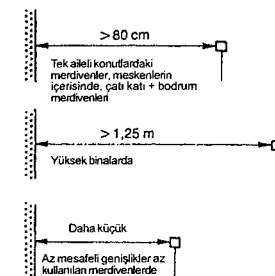 > 80 cm
Tek aileli konutlardaki
merdivenler, meskenlerin
içerisinde, çatı katı + bodrum
merdivenleri
> 1,25 m
Yüksek binalarda
Daha küçük
Az mesafeli genişlikler az
kullanılan merdivenlerde